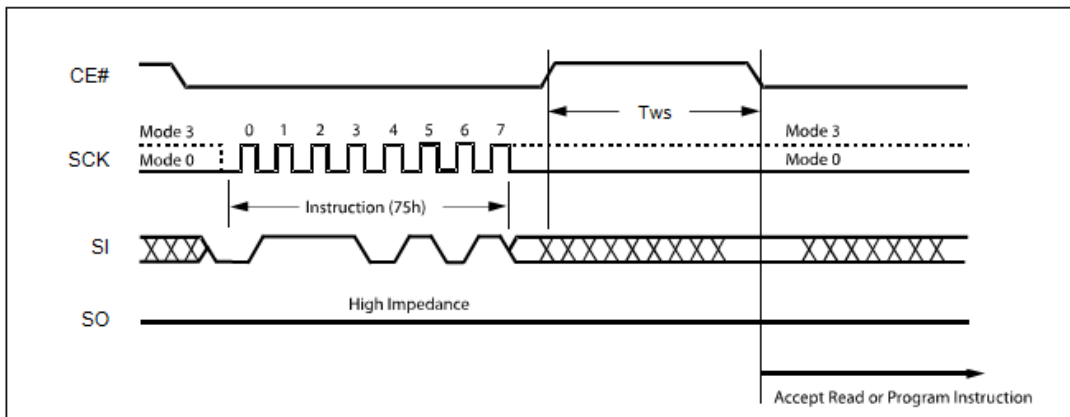 CE#
Tws
Mode 3
0 1 2 3 4 5 6 7
Mode 3
SCK
Mode 0
Mode 0
Instruction (75h)
SI
High Impedance
SO
Accept Read or Program Instruction